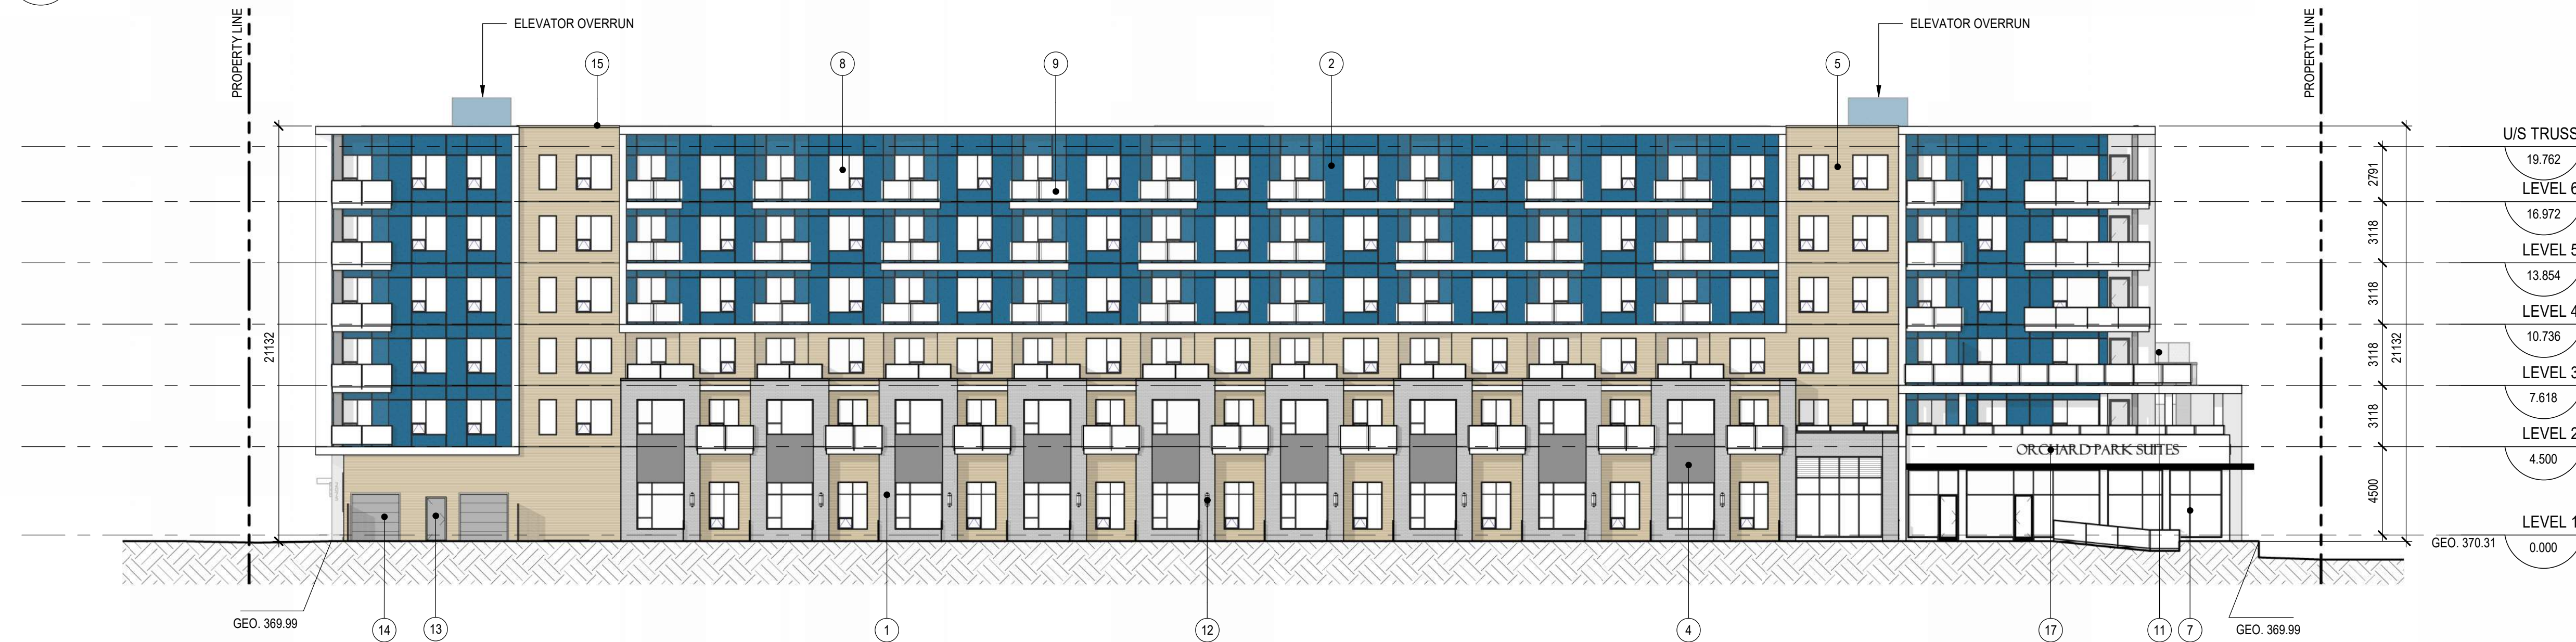 ELEVATOR OVERRUN
ELEVATOR OVERRUN
PROPERTY LINE
PROPERTY LINE
15
8
9
2
5
U/S TRUSS
19.762
2791
LEVEL 6
16.972
3118
LEVEL 5
13.854
3118
LEVEL 4
10.736
21132
3118
21132
LEVEL 3
7.618
3118
LEVEL 2
4.500
ORCHARD PARK SUITES
4500
LEVEL 1
GEO. 370.31
0.000
GEO. 369.99
14
13
1
12
4
17
11
7
GEO. 369.99